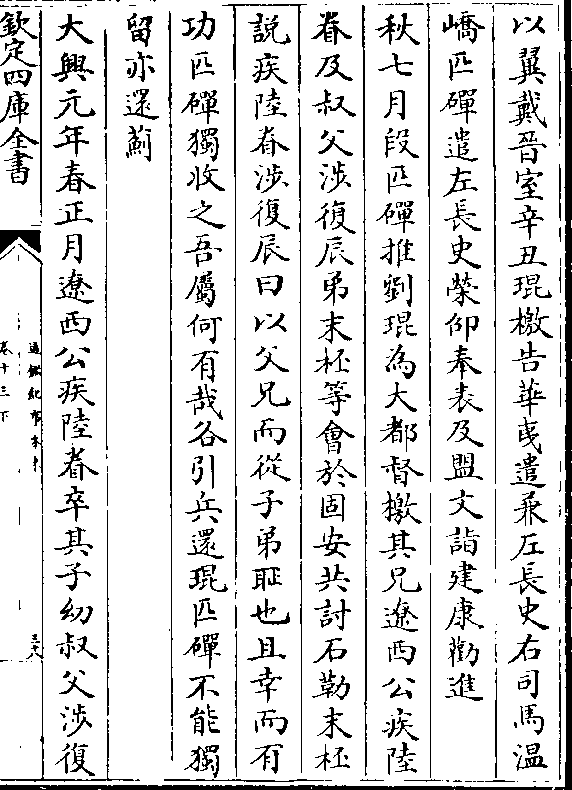 以翼戴晉室辛丑琨檄告華夷遣兼左長史右司馬温
嶠匹磾遣左長史榮卲奉表及盟文詣建康勸進
秋七月段匹磾推劉琨為大都督檄其兄遼西公疾陸
眷及叔父涉復辰弟末柸等會於固安共討石勒末柸
說疾陸眷涉復辰曰以父兄而從子弟耻也且幸而有
功匹磾獨收之吾屬何有哉各引兵還琨匹磾不能獨
留亦還薊
大興元年春正月遼西公疾陸眷卒其子幼叔父涉復
欽定四庫全書
通鑑紀事本末
卷十三下
三六